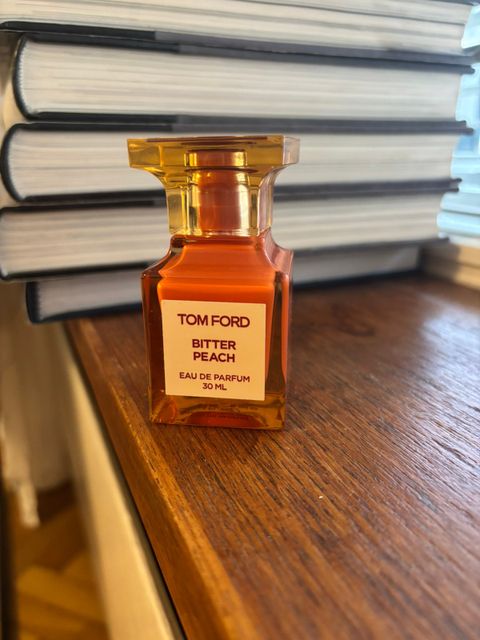 TOM FORD
BITTER
PEACH
EAU DE PARFUM
30 ML